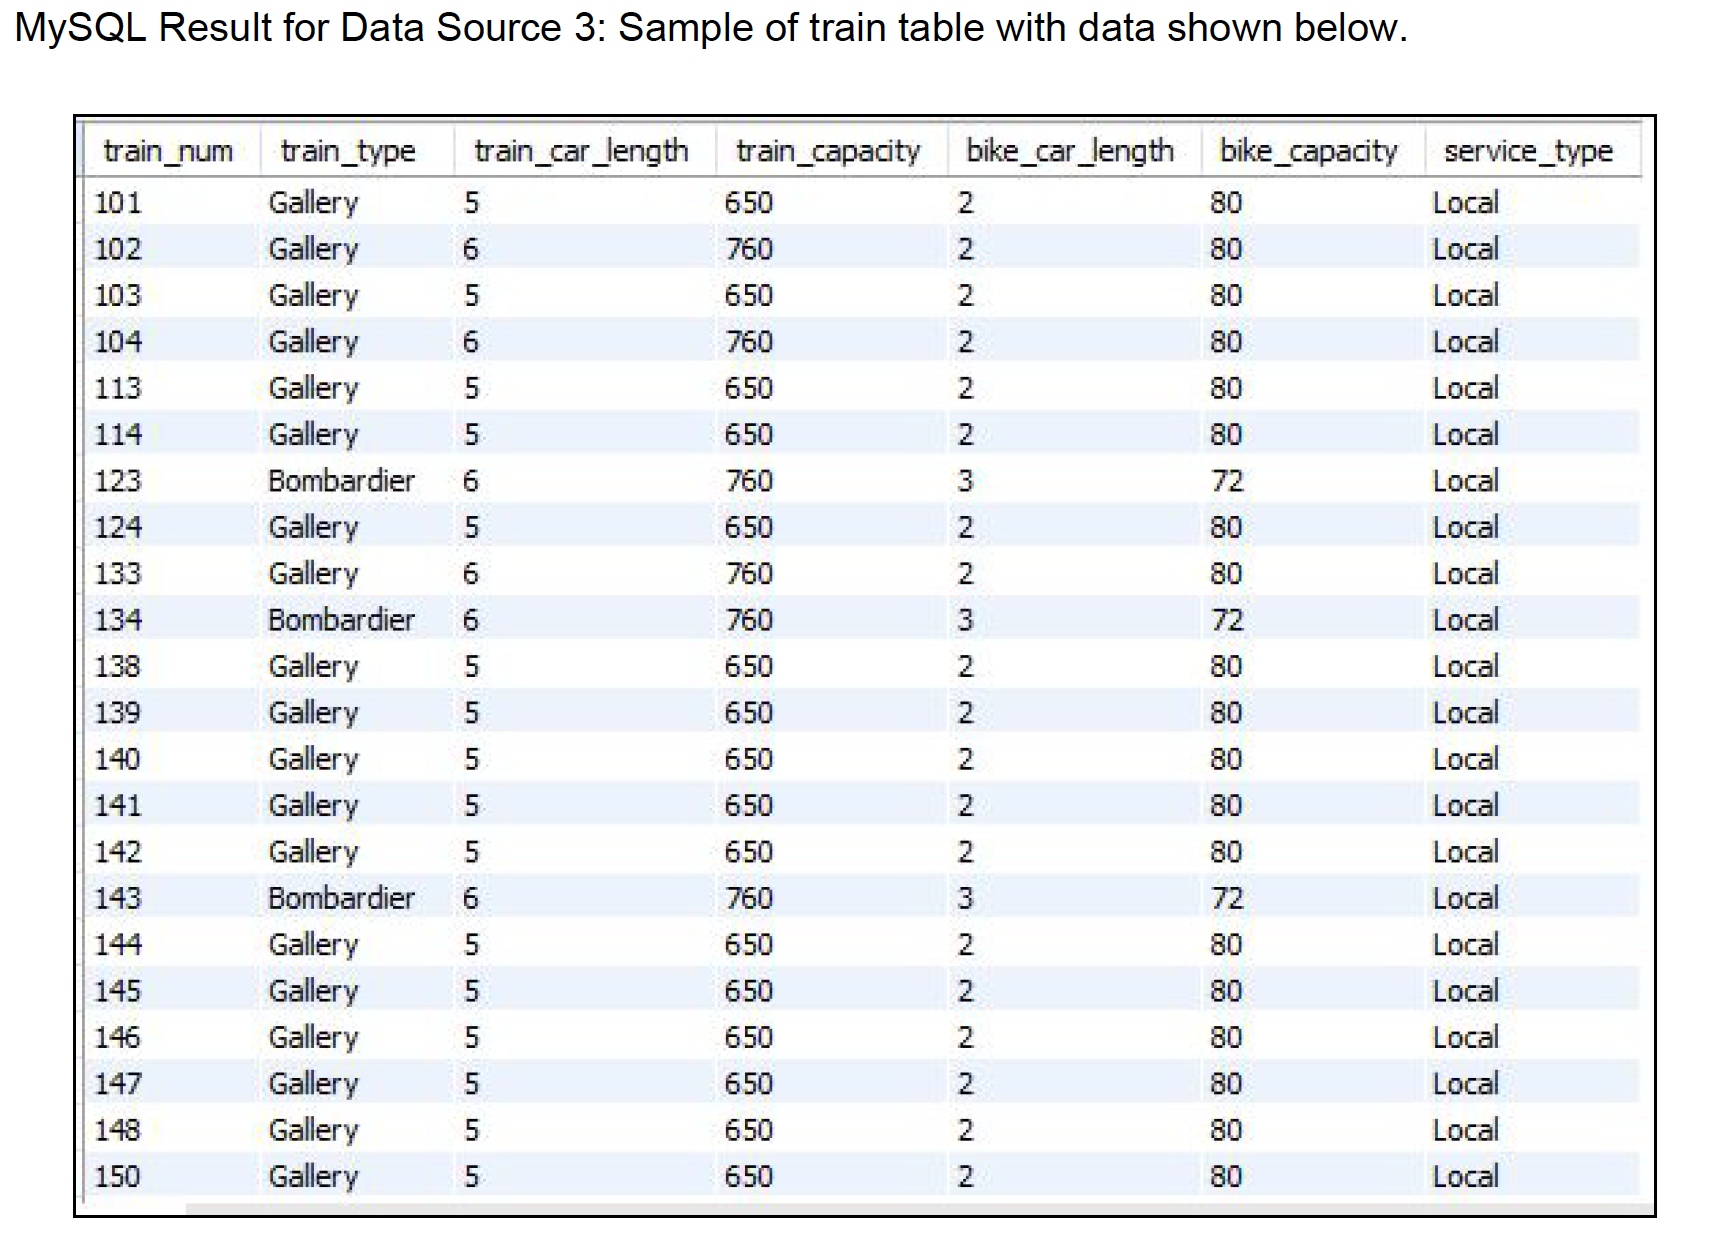 MySQL Result for Data Source 3: Sample of train table with data shown below.
train_num train_type train_car_length train_capacity bike_car_length bike_capacity service_type
101 Gallery 5 650 2 80 Local
102 Gallery 6 760 2 80 Local
103 Gallery 5 650 2 80 Local
104 Gallery 6 760 2 80 Local
113 Gallery 5 650 2 80 Local
114 Gallery 5 650 2 80 Local
123 Bombardier 6 760 3 72 Local
124 Gallery 5 650 2 80 Local
133 Gallery 6 760 2 80 Local
134 Bombardier 6 760 3 72 Local
138 Gallery 5 650 2 80 Local
139 Gallery 5 650 2 80 Local
140 Gallery 5 650 2 80 Local
141 Gallery 5 650 2 80 Local
142 Gallery 5 650 2 80 Local
143 Bombardier 6 760 3 72 Local
144 Gallery 5 650 2 80 Local
145 Gallery 5 650 2 80 Local
146 Gallery 5 650 2 80 Local
147 Gallery 5 650 2 80 Local
148 Gallery 5 650 2 80 Local
150 Gallery 5 650 2 80 Local